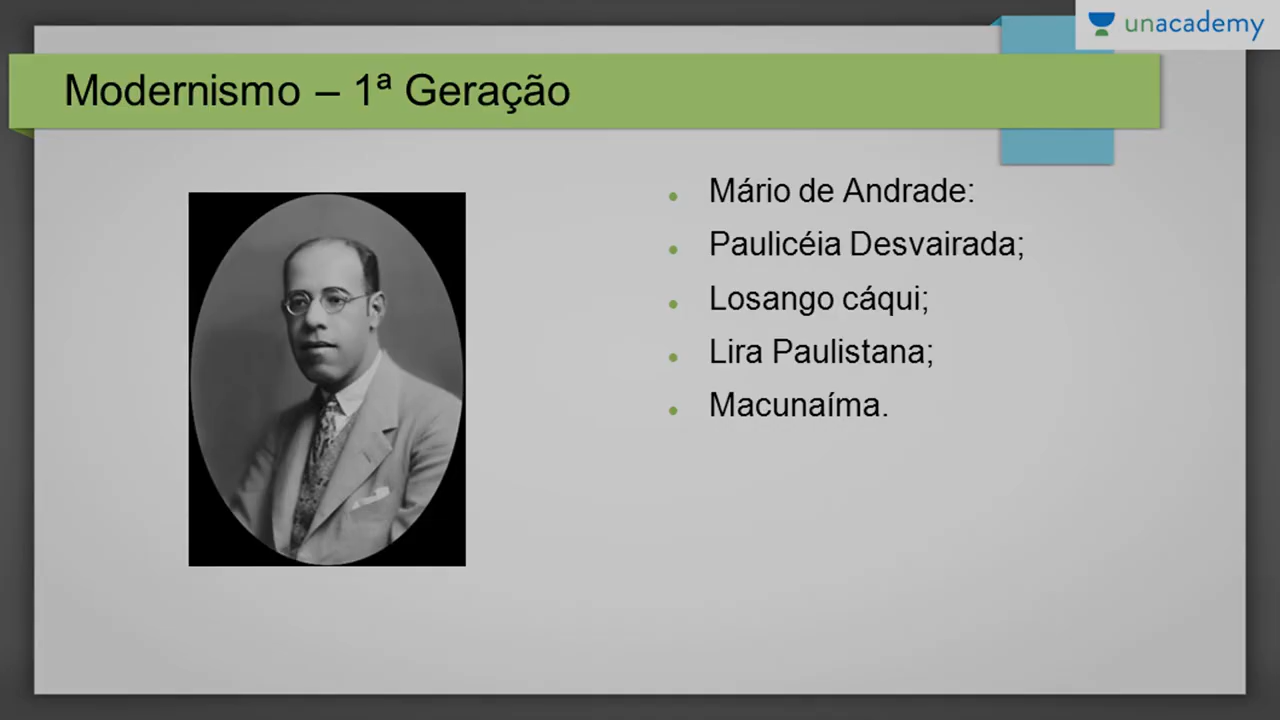 unacademy
Modernismo – 1ª Geração
Mário de Andrade:
Paulicéia Desvairada;
Losango cáqui;
Lira Paulistana;
Macunaíma.